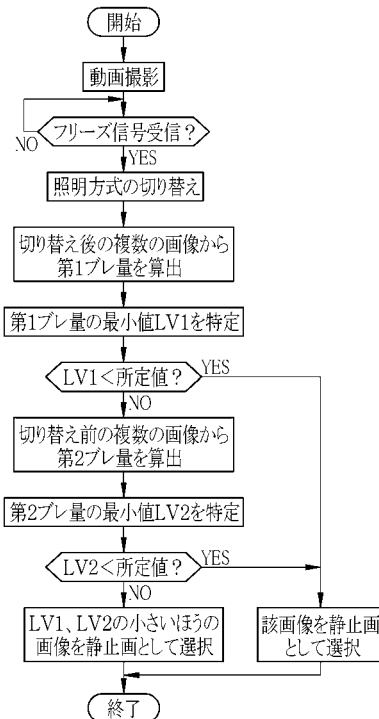 開始
動画撮影
フリーズ信号受信?
NO
YES
照明方式の切り替え
切り替え後の複数の画像から
第1ブレ量を算出
第1ブレ量の最小値LV1を特定
LV1<所定値?
YES
NO
切り替え前の複数の画像から
第2ブレ量を算出
第2ブレ量の最小値LV2を特定
LV2<所定値?
YES
NO
LV1、LV2の小さいほうの
画像を静止画として選択
該画像を静止画
として選択
終了